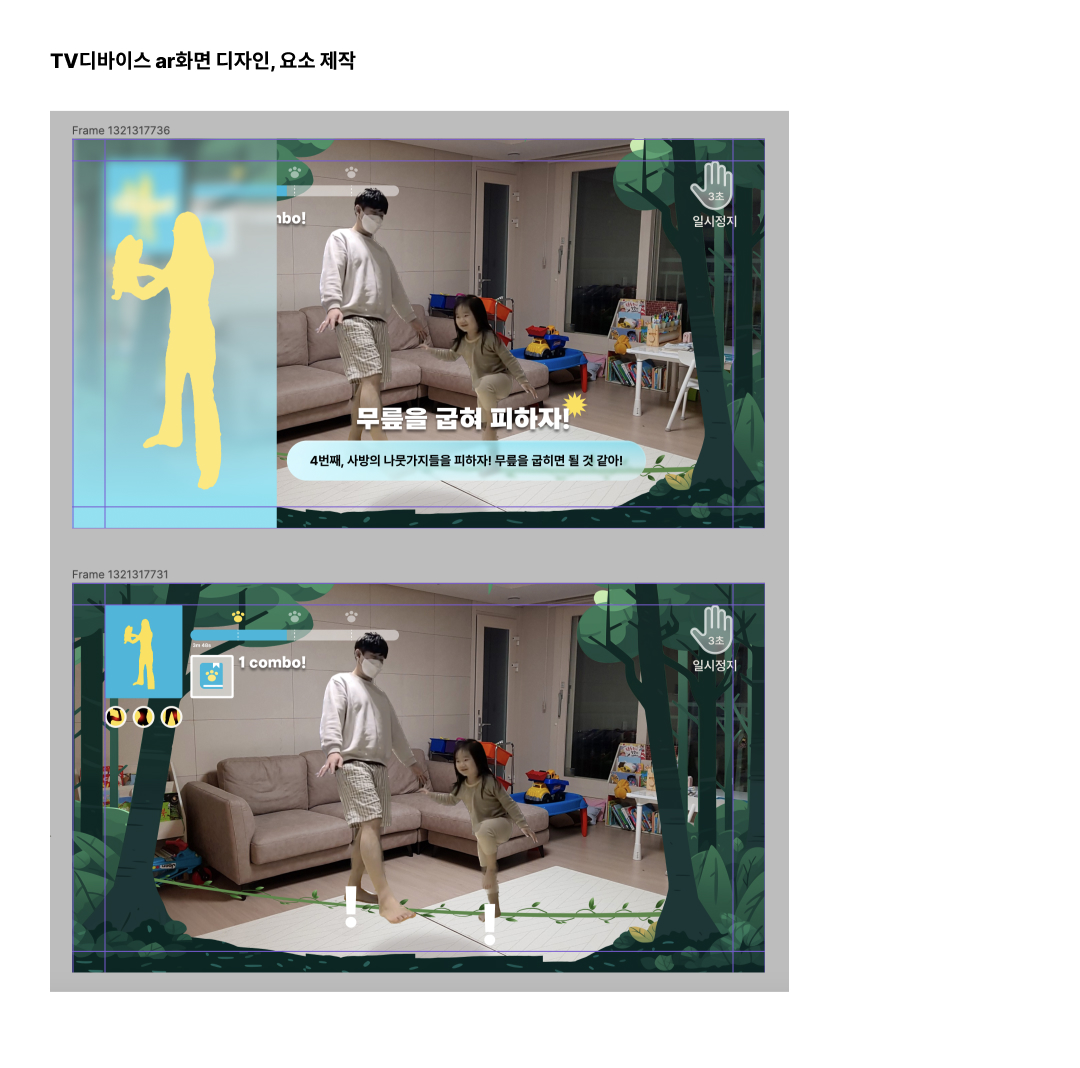 TV디바이스 ar화면 디자인, 요소 제작
Frame 1321317736
3초
mbo!
일시정지
무릎을 굽혀 피하자!
4번째, 사방의 나뭇가지들을 피하자! 무릎을 굽히면 될 것 같아!
Frame 1321317731
3초
1 combo!
일시정지
!
!